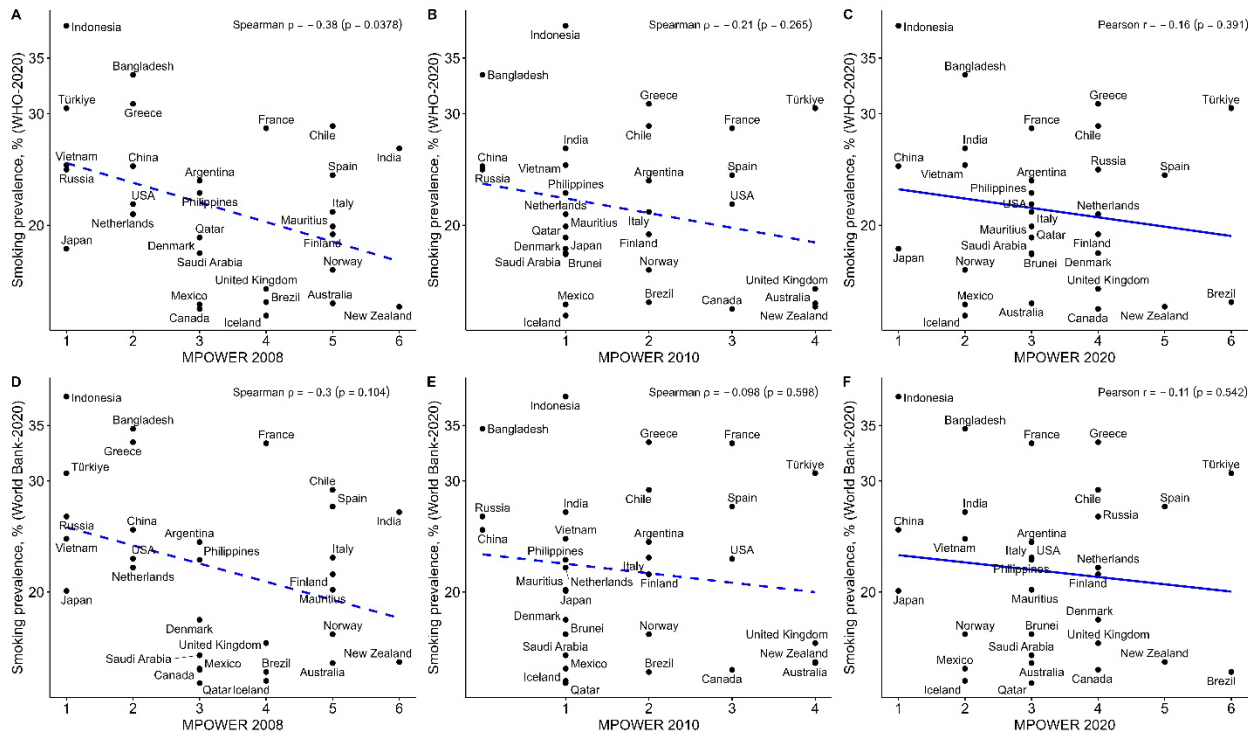 A
Spearman ρ = −0.38 (p = 0.0378)
Smoking prevalence, % (WHO-2020)
35
30
20
Indonesia
Bangladesh
Türkiye
Greece
France
Chile
India
Vietnam
China
Russia
Argentina
Spain
USA
Philippines
Netherlands
Italy
Mauritius
Qatar
Japan
Denmark
Finland
Saudi Arabia
Norway
United Kingdom
Mexico
Brezil
Australia
Canada
Iceland
New Zealand
1 2 3 4 5 6
MPOWER 2008
B
Spearman ρ = −0.21 (p = 0.265)
Smoking prevalence, % (WHO-2020)
Indonesia
Bangladesh
Greece
Türkiye
Chile
France
India
China
Vietnam
Argentina
Spain
Russia
Philippines
USA
Netherlands
Mauritius
Italy
Qatar
Denmark
Japan
Finland
Saudi Arabia
Brunei
Norway
United Kingdom
Mexico
Brezil
Canada
Australia
Iceland
New Zealand
1 2 3 4
MPOWER 2010
C
Pearson r = −0.16 (p = 0.391)
Smoking prevalence, % (WHO-2020)
Indonesia
Bangladesh
Greece
Türkiye
France
Chile
India
China
Vietnam
Russia
Spain
Argentina
Philippines
USA
Netherlands
Italy
Mauritius
Qatar
Japan
Saudi Arabia
Finland
Norway
Brunei
Denmark
United Kingdom
Mexico
Australia
Iceland
Canada
New Zealand
Brezil
1 2 3 4 5 6
MPOWER 2020
D
Spearman ρ = −0.3 (p = 0.104)
Smoking prevalence, % (World Bank-2020)
35
30
20
Indonesia
Bangladesh
Greece
France
Türkiye
Chile
Spain
India
Russia
China
Vietnam
Argentina
USA
Philippines
Netherlands
Italy
Finland
Japan
Mauritius
Denmark
Norway
United Kingdom
Saudi Arabia
Mexico
Canada
Brezil
New Zealand
Australia
Qatar
Iceland
1 2 3 4 5 6
MPOWER 2008
E
Spearman ρ = −0.098 (p = 0.598)
Smoking prevalence, % (World Bank-2020)
Indonesia
Bangladesh
Greece
France
Türkiye
Chile
Spain
Russia
India
China
Vietnam
Argentina
USA
Philippines
Italy
Mauritius
Netherlands
Finland
Japan
Denmark
Brunei
Norway
United Kingdom
Saudi Arabia
Mexico
Brezil
Canada
Australia
Iceland
Qatar
1 2 3 4
MPOWER 2010
F
Pearson r = −0.11 (p = 0.542)
Smoking prevalence, % (World Bank-2020)
Indonesia
Bangladesh
France
Greece
Türkiye
Chile
Spain
India
China
Russia
Vietnam
Argentina
Italy
USA
Philippines
Netherlands
Finland
Japan
Mauritius
Denmark
Norway
Brunei
United Kingdom
Saudi Arabia
Mexico
Australia
Canada
New Zealand
Iceland
Qatar
Brezil
1 2 3 4 5 6
MPOWER 2020